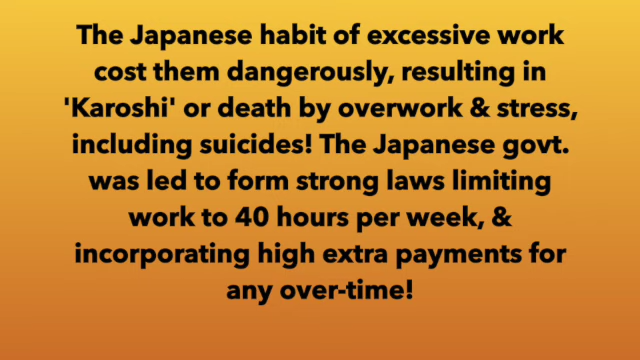 The Japanese habit of excessive work
cost them dangerously, resulting in
'Karoshi' or death by overwork & stress,
including suicides! The Japanese govt.
was led to form strong laws limiting
work to 40 hours per week, &
incorporating high extra payments for
any over-time!